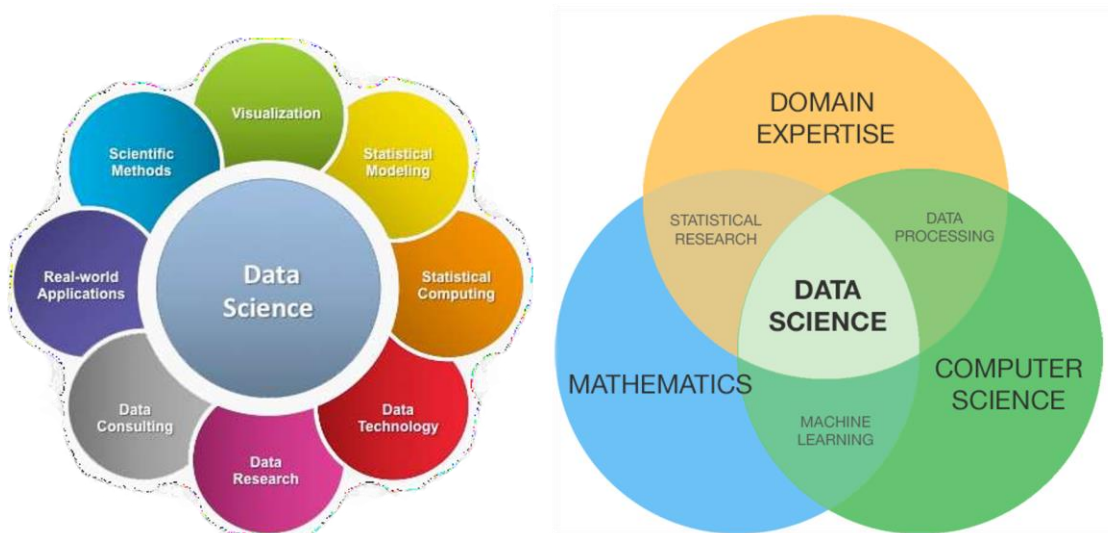 Visualization
Statistical
Modeling
Statistical
Computing
Data
Technology
Data
Research
Data
Consulting
Real-world
Applications
Scientific
Methods
Data
Science
DOMAIN
EXPERTISE
STATISTICAL
RESEARCH
DATA
PROCESSING
DATA
SCIENCE
MATHEMATICS
COMPUTER
SCIENCE
MACHINE
LEARNING